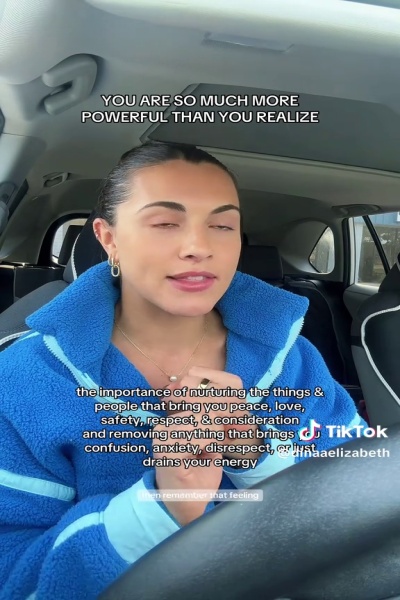 YOU ARE SO MUCH MORE
POWERFUL THAN YOU REALIZE
the importance of nurturing the things &
people that bring you peace, love,
safety, respect, & consideration
and removing anything that brings
confusion, anxiety, disrespect, or just
drains your energy
TikTok
then remember that feeling